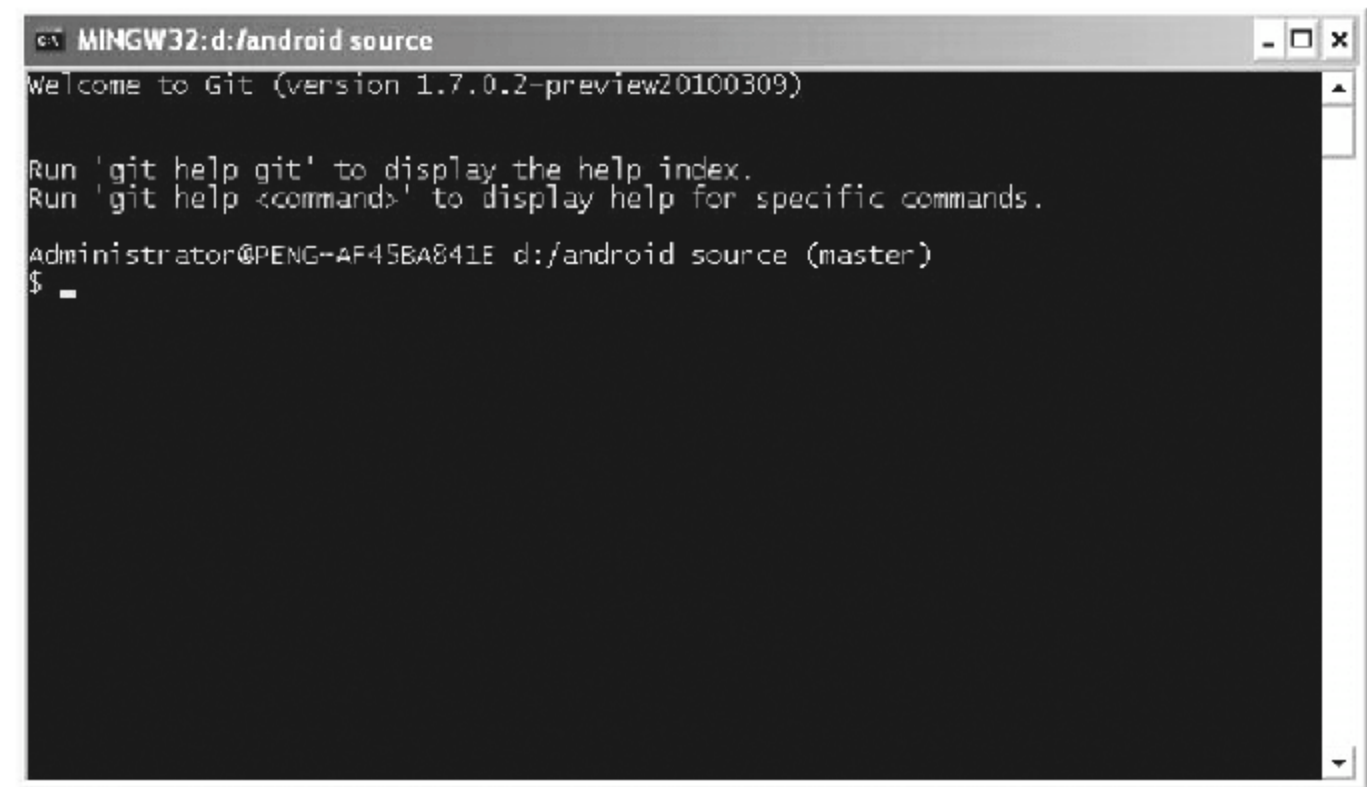 MINGW32:d:/android source
Welcome to Git (version 1.7.0.2-preview20100309)
Run 'git help git' to display the help index.
Run 'git help <command>' to display help for specific commands.
Administrator@PENG-AF45BA841E d:/android source (master)
$